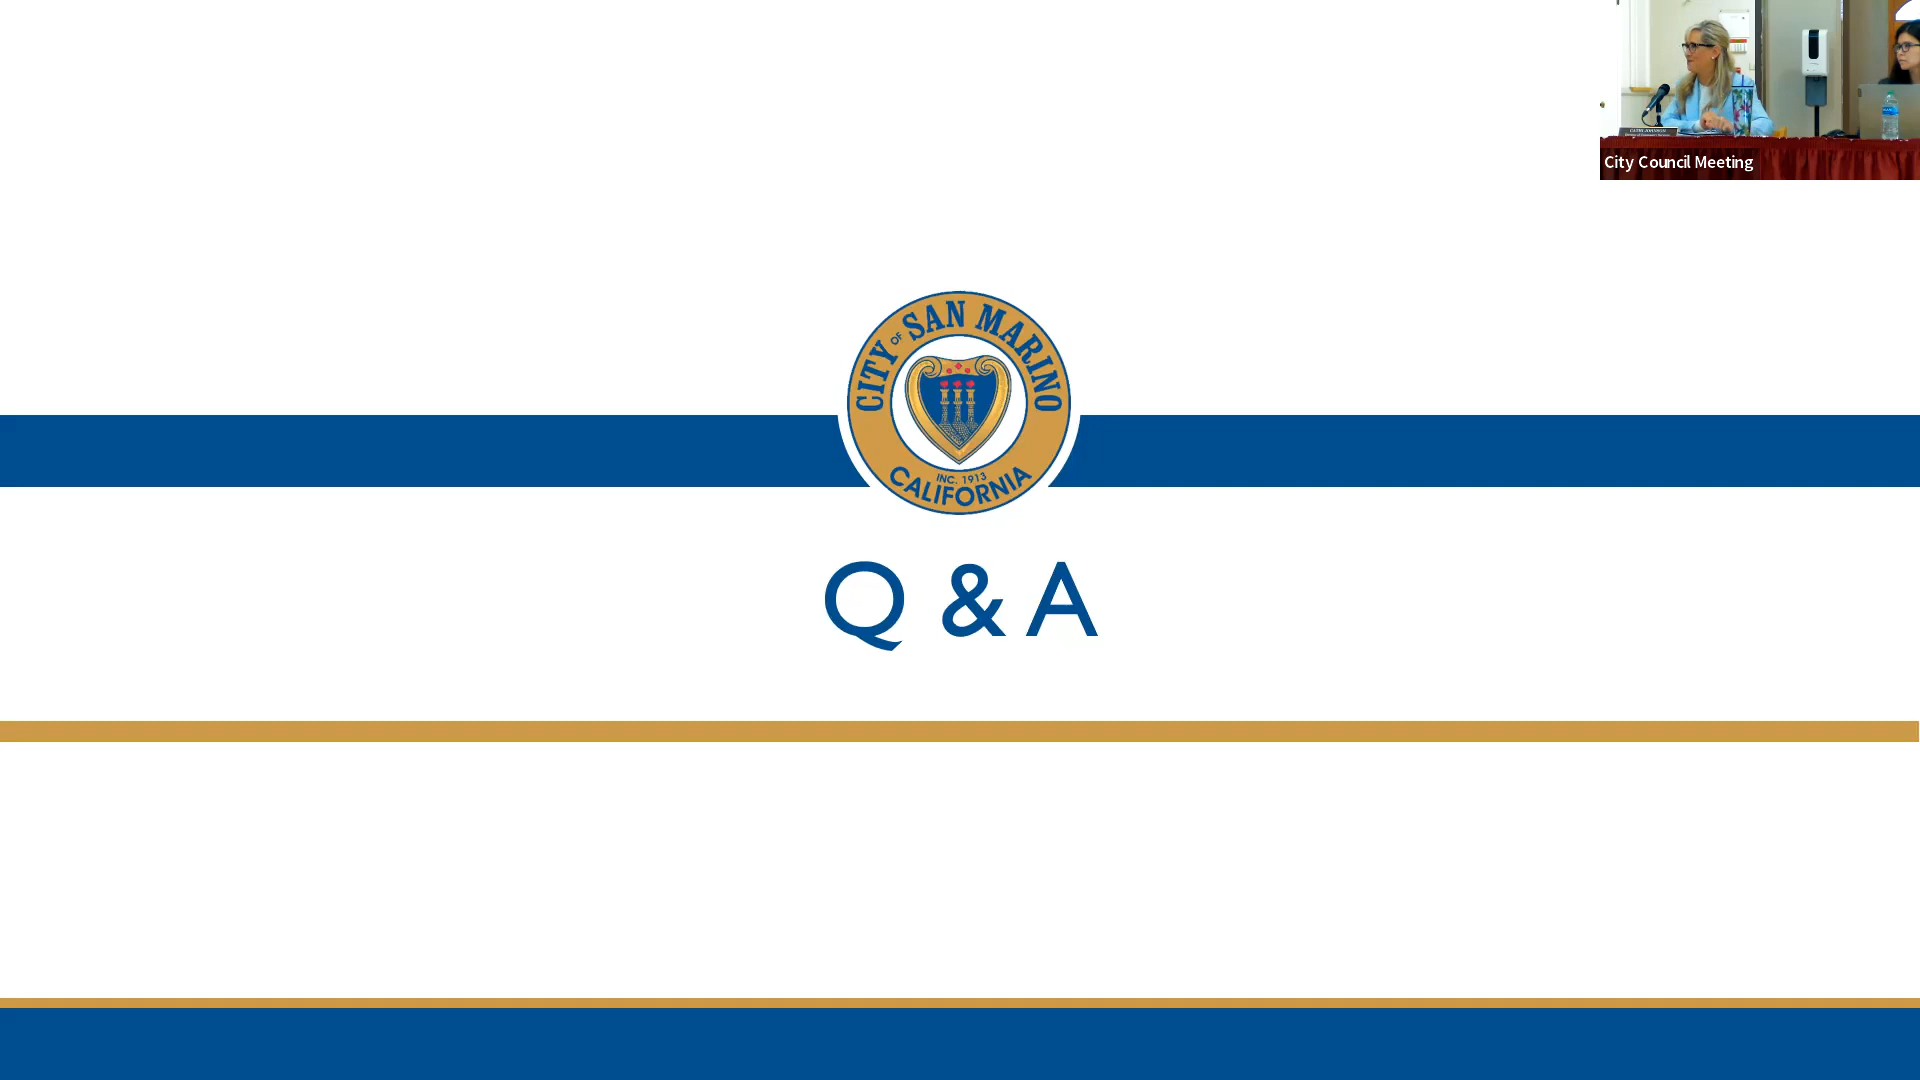 City Council Meeting
CITY OF SAN MARINO
INC. 1913
CALIFORNIA
Q & A